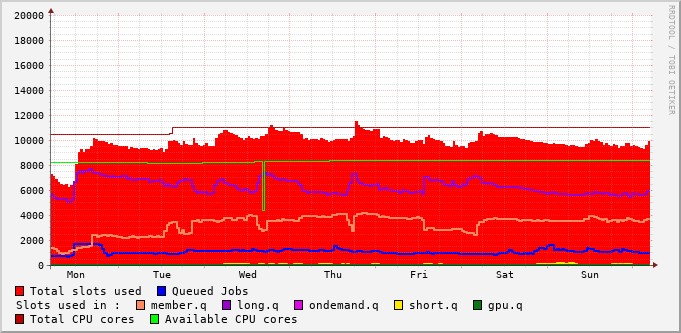 20000
18000
16000
14000
12000
10000
8000
6000
4000
2000
0
Mon Tue Wed Thu Fri Sat Sun
RRDTOOL / TOBI OETIKER
Total slots used Queued Jobs
Slots used in : member.q long.q ondemand.q short.q gpu.q
Total CPU cores Available CPU cores